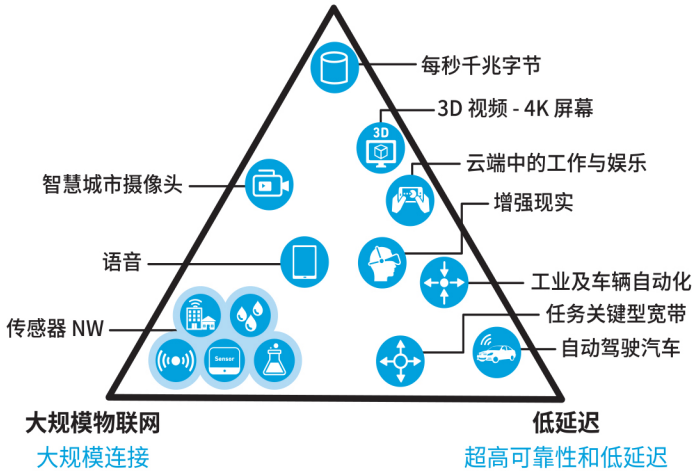 每秒千兆字节
3D 视频 - 4K 屏幕
3D
云端中的工作与娱乐
智慧城市摄像头
增强现实
语音
工业及车辆自动化
任务关键型宽带
传感器 NW
自动驾驶汽车
Sensor
大规模物联网
低延迟
大规模连接
超高可靠性和低延迟